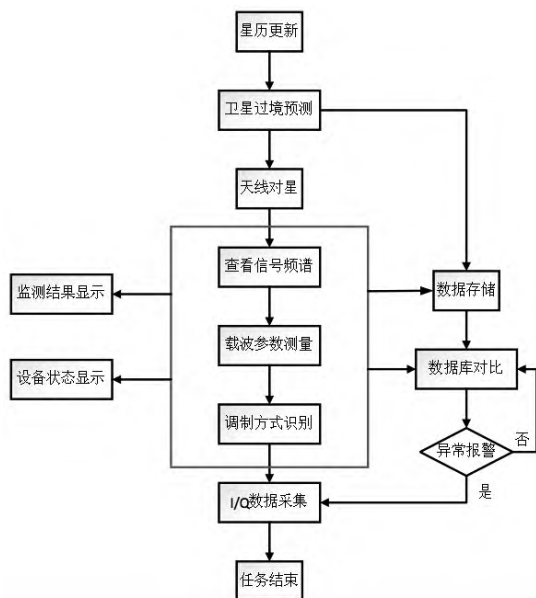 星历更新
卫星过境预测
天线对星
查看信号频谱
监测结果显示
数据存储
载波参数测量
设备状态显示
数据库对比
调制方式识别
异常报警
否
是
I/Q数据采集
任务结束